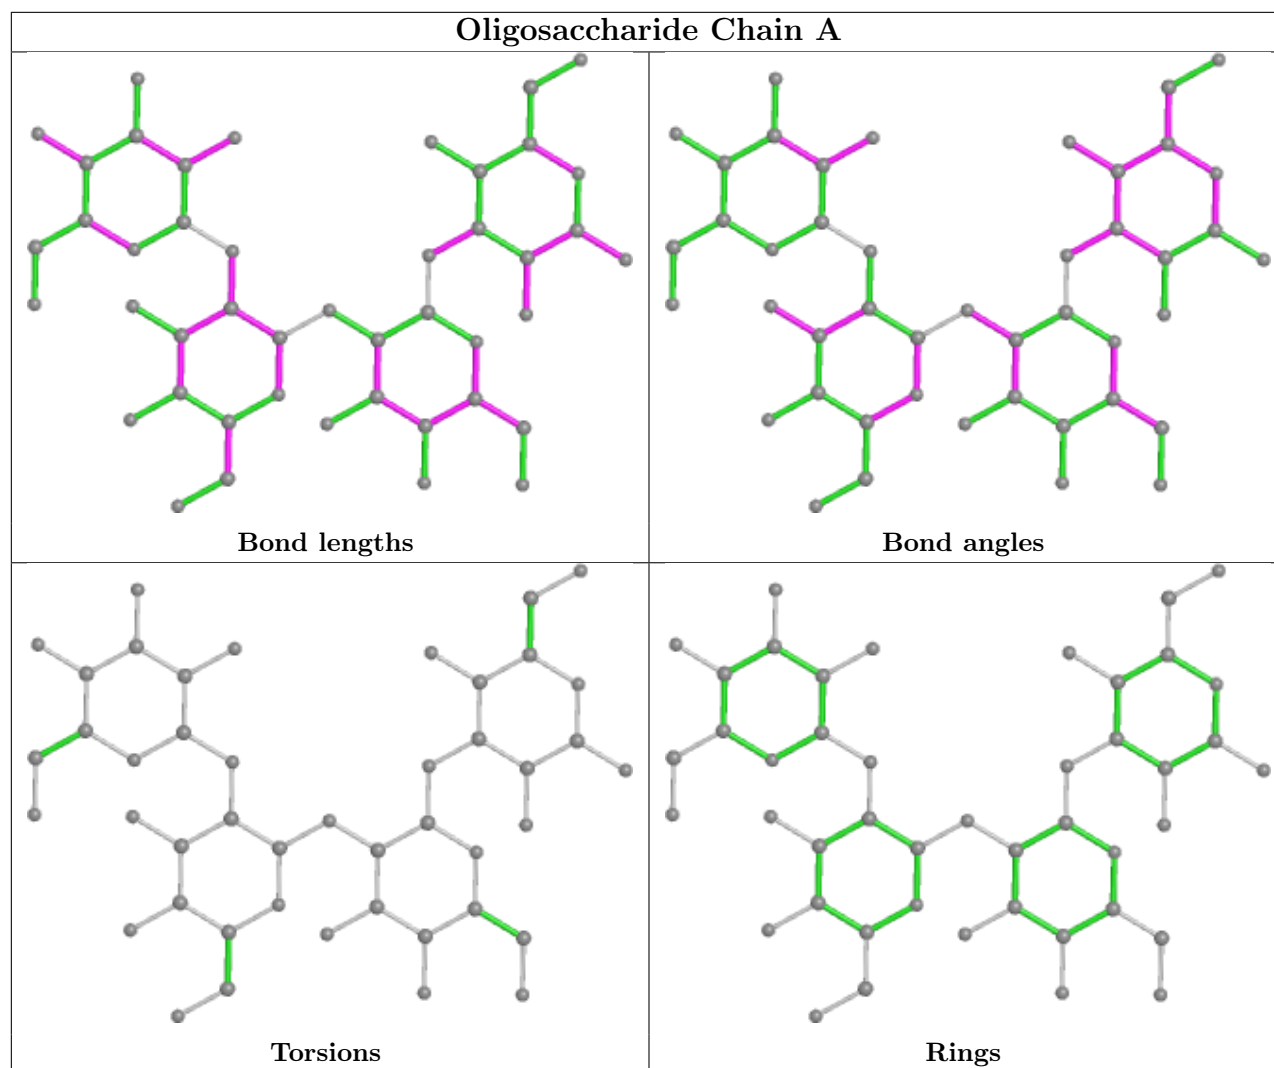 Oligosaccharide Chain A
Bond lengths
Bond angles
Torsions
Rings